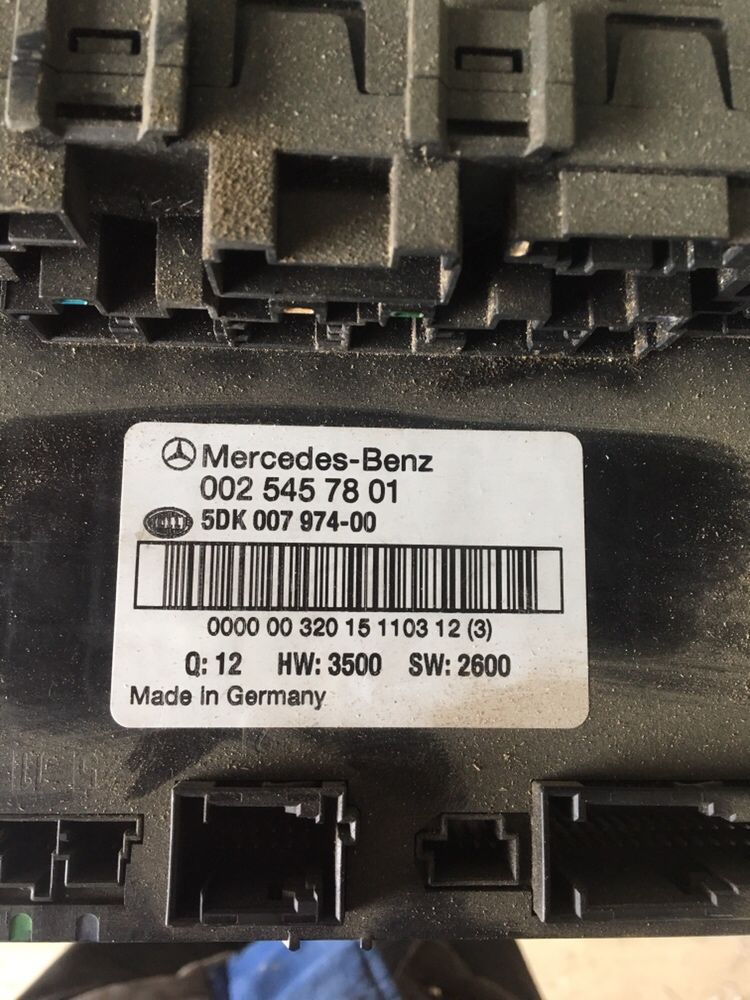 Mercedes-Benz
002 545 78 01
HELLA 5DK 007 974-00
0000 00 320 15 1103 12 (3)
Q: 12 HW: 3500 SW: 2600
Made in Germany